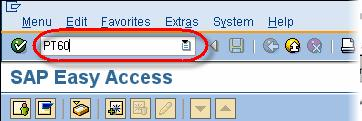 Menu Edit Favorites Extras System Help
PT60
SAP Easy Access